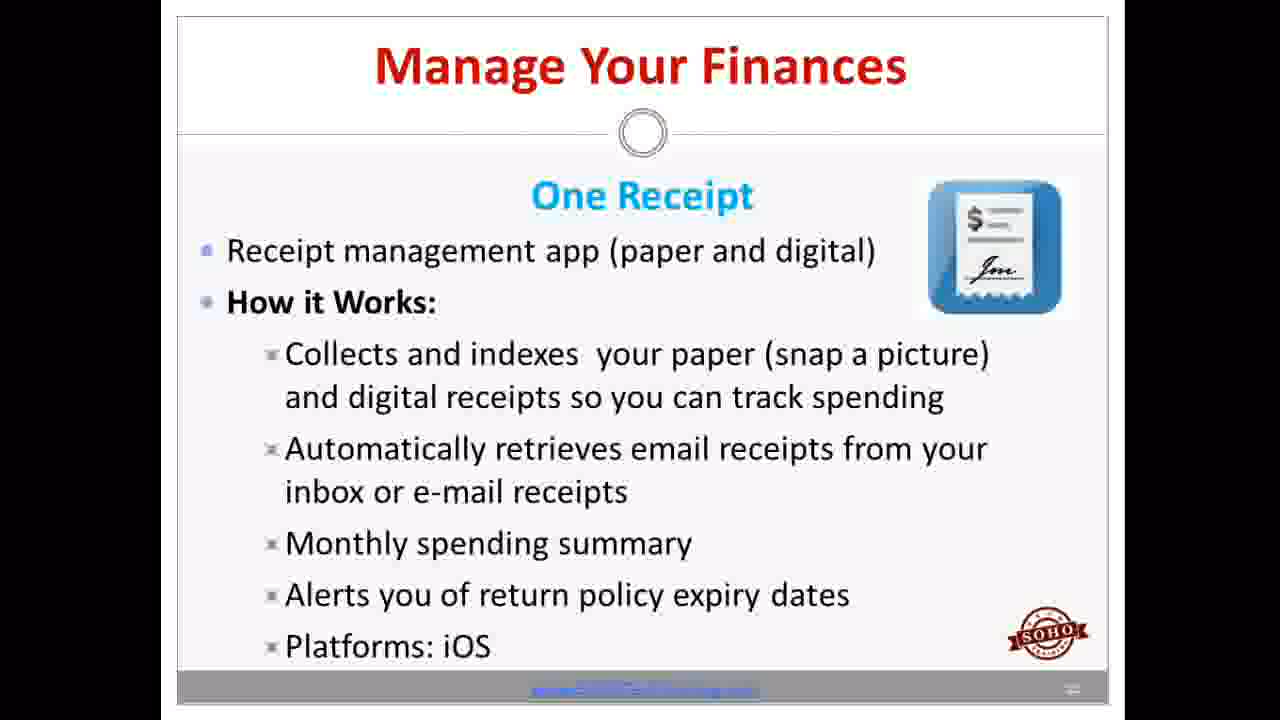 Manage Your Finances
One Receipt
Receipt management app (paper and digital)
How it Works:
Collects and indexes your paper (snap a picture)
and digital receipts so you can track spending
Automatically retrieves email receipts from your
inbox or e-mail receipts
Monthly spending summary
Alerts you of return policy expiry dates
Platforms: iOS
$
SOHO